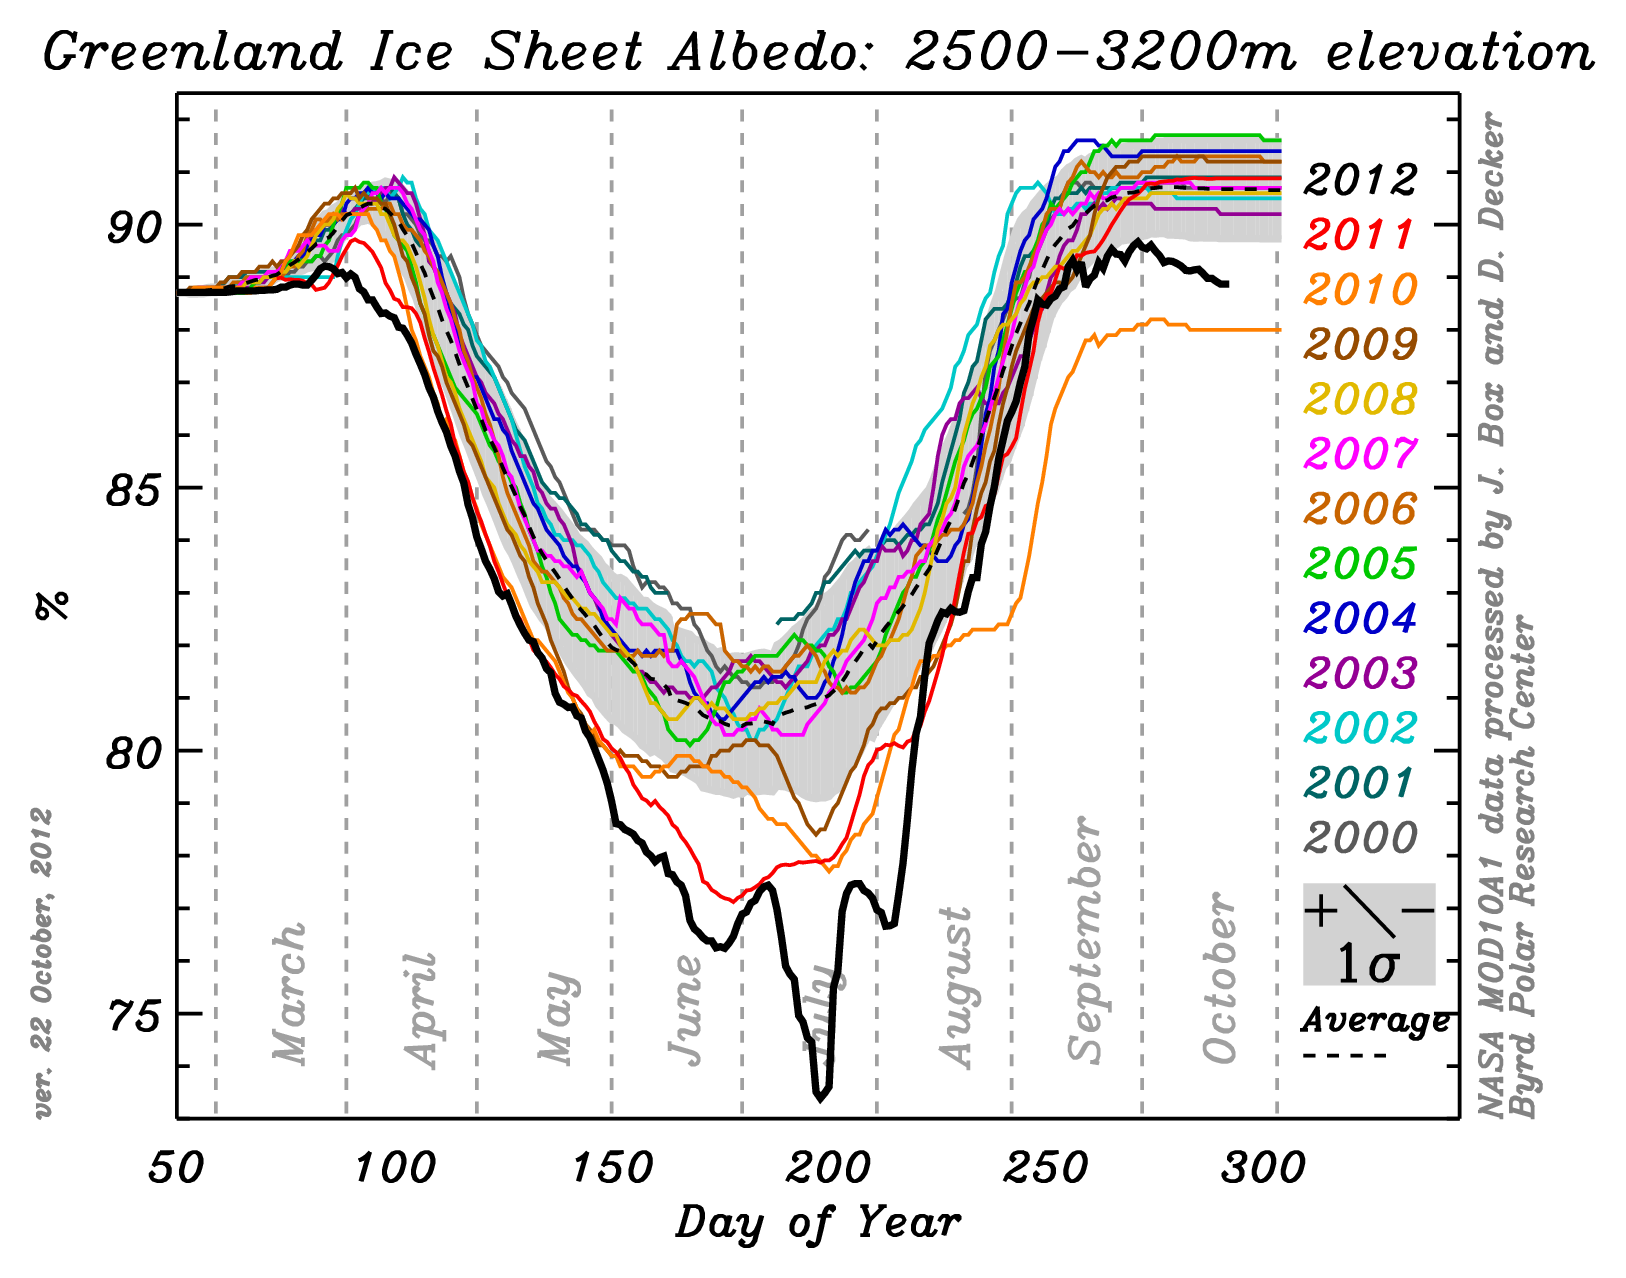 Greenland Ice Sheet Albedo: 2500-3200m elevation
90
85
80
75
%
50 100 150 200 250 300
Day of Year
March
April
May
June
July
August
September
October
2012
2011
2010
2009
2008
2007
2006
2005
2004
2003
2002
2001
2000
+\-
1σ
Average
ver. 22 October, 2012
NASA MOD10A1 data processed by J. Box and D. Decker
Byrd Polar Research Center